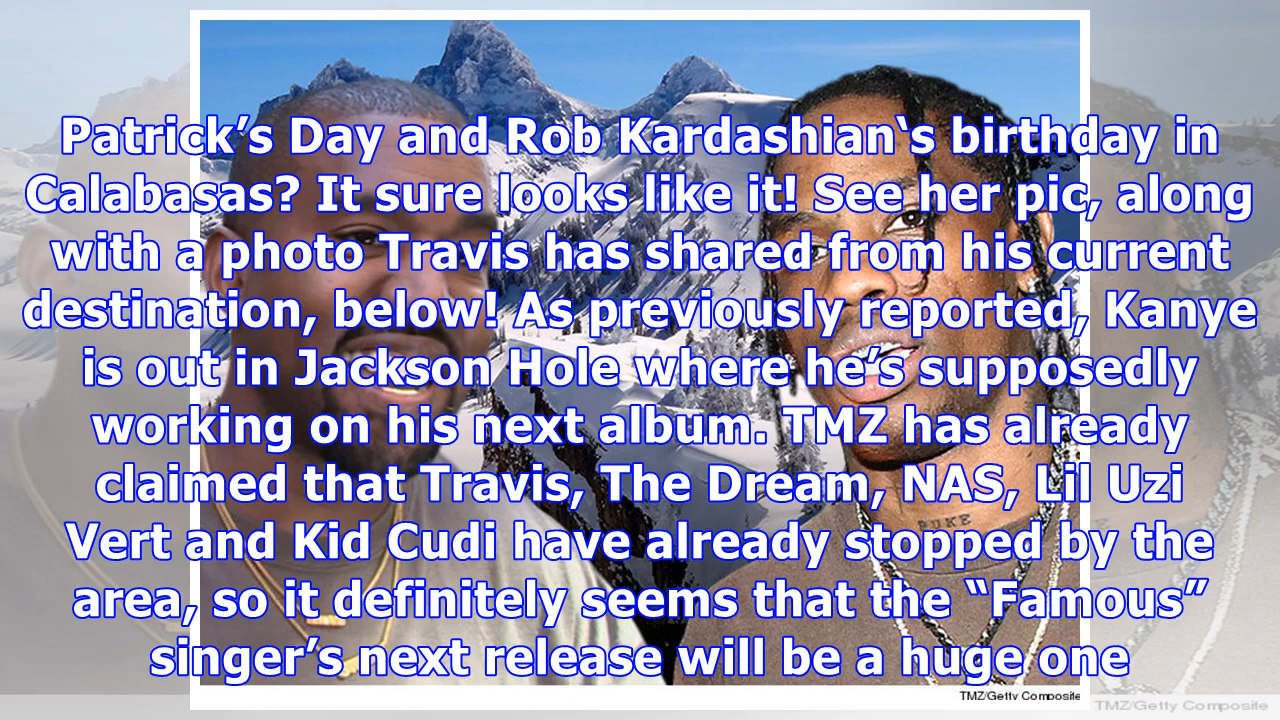 Patrick’s Day and Rob Kardashian‘s birthday in
Calabasas? It sure looks like it! See her pic, along
with a photo Travis has shared from his current
destination, below! As previously reported, Kanye
is out in Jackson Hole where he’s supposedly
working on his next album. TMZ has already
claimed that Travis, The Dream, NAS, Lil Uzi
Vert and Kid Cudi have already stopped by the
area, so it definitely seems that the “Famous”
singer’s next release will be a huge one
DUKE
TMZ/Getty Composite
TMZ/Getty Composite